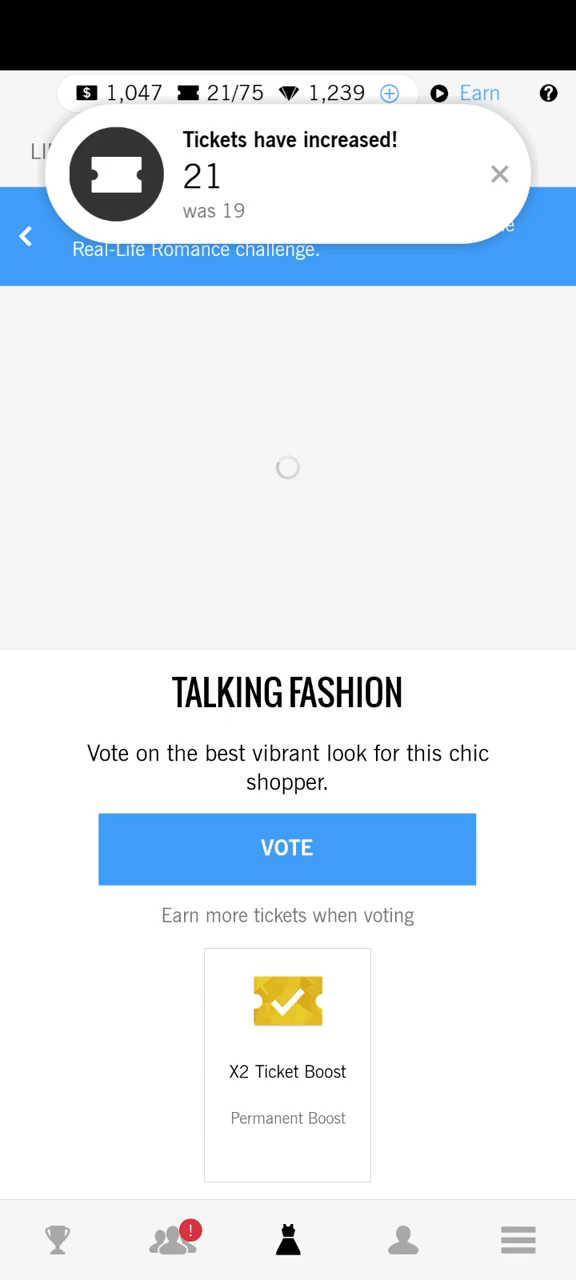 1,047 21/75 1,239 Earn ?
Tickets have increased!
21
was 19
Real-Life Romance challenge.
TALKING FASHION
Vote on the best vibrant look for this chic
shopper.
VOTE
Earn more tickets when voting
X2 Ticket Boost
Permanent Boost
!